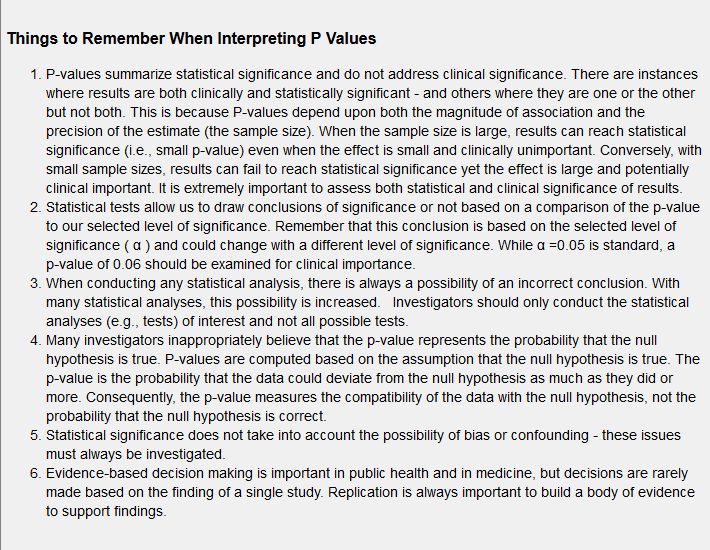 Things to Remember When Interpreting P Values
1. P-values summarize statistical significance and do not address clinical significance. There are instances
where results are both clinically and statistically significant - and others where they are one or the other
but not both. This is because P-values depend upon both the magnitude of association and the
precision of the estimate (the sample size). When the sample size is large, results can reach statistical
significance (i.e., small p-value) even when the effect is small and clinically unimportant. Conversely, with
small sample sizes, results can fail to reach statistical significance yet the effect is large and potentially
clinical important. It is extremely important to assess both statistical and clinical significance of results.
2. Statistical tests allow us to draw conclusions of significance or not based on a comparison of the p-value
to our selected level of significance. Remember that this conclusion is based on the selected level of
significance ( α ) and could change with a different level of significance. While α =0.05 is standard, a
p-value of 0.06 should be examined for clinical importance.
3. When conducting any statistical analysis, there is always a possibility of an incorrect conclusion. With
many statistical analyses, this possibility is increased.   Investigators should only conduct the statistical
analyses (e.g., tests) of interest and not all possible tests.
4. Many investigators inappropriately believe that the p-value represents the probability that the null
hypothesis is true. P-values are computed based on the assumption that the null hypothesis is true. The
p-value is the probability that the data could deviate from the null hypothesis as much as they did or
more. Consequently, the p-value measures the compatibility of the data with the null hypothesis, not the
probability that the null hypothesis is correct.
5. Statistical significance does not take into account the possibility of bias or confounding - these issues
must always be investigated.
6. Evidence-based decision making is important in public health and in medicine, but decisions are rarely
made based on the finding of a single study. Replication is always important to build a body of evidence
to support findings.